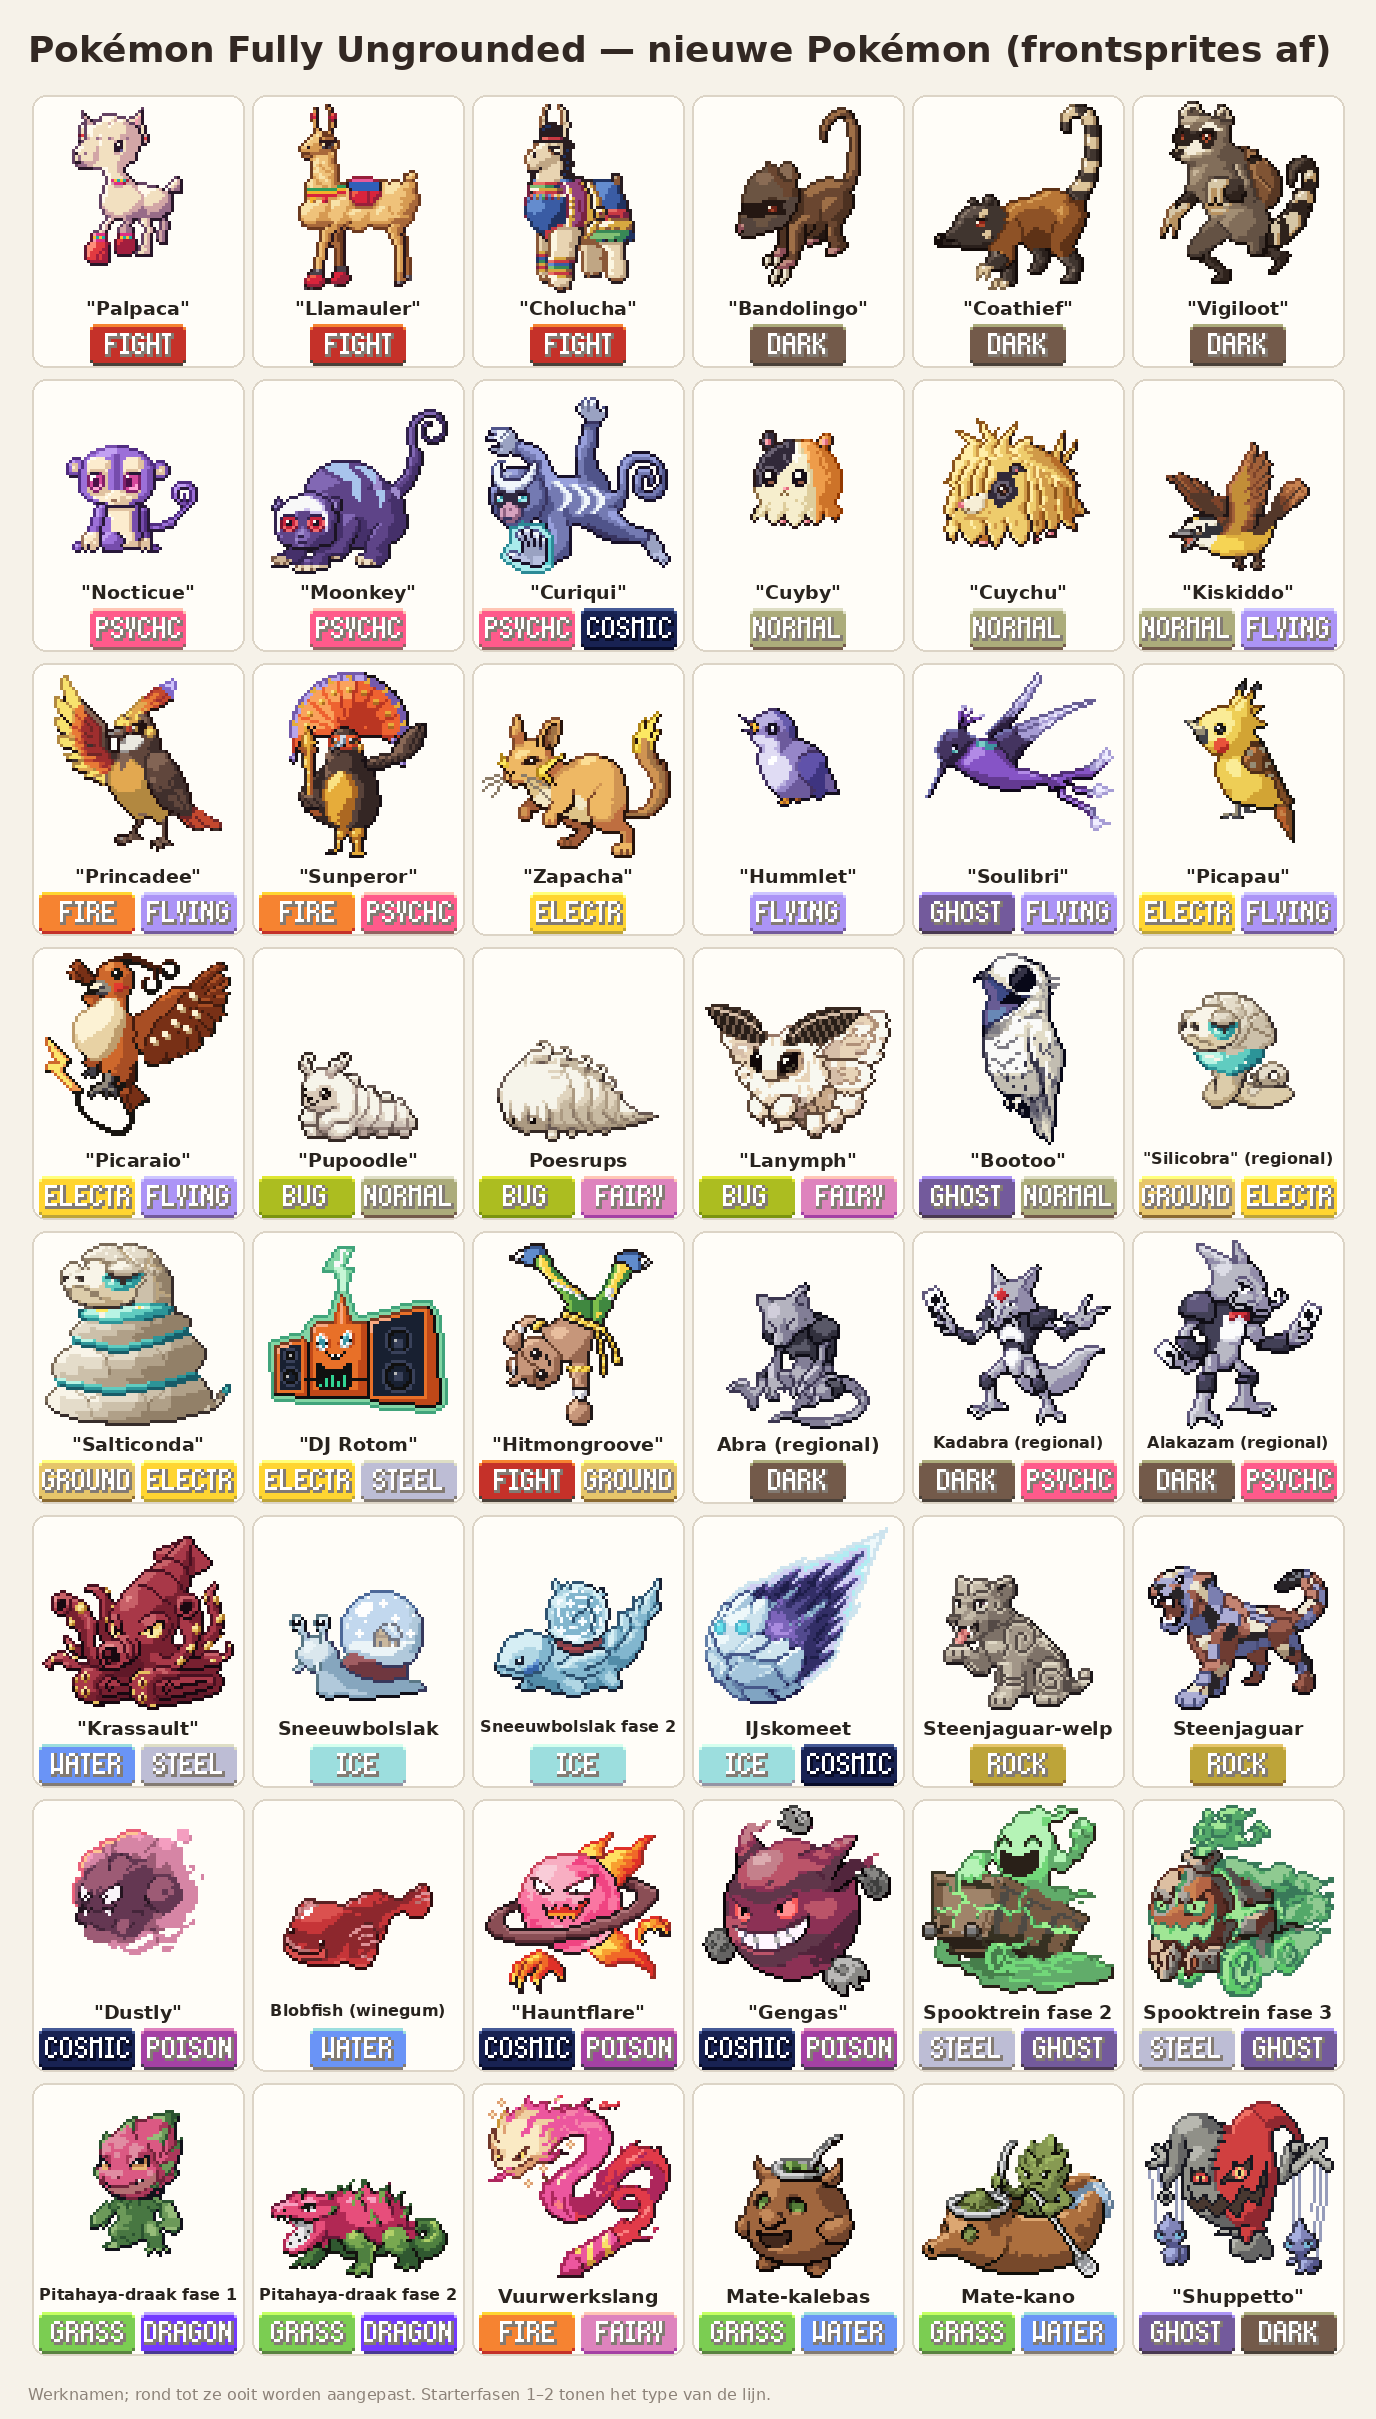 Pokémon Fully Ungrounded — nieuwe Pokémon (frontsprites af)
"Palpaca" "Llamauler" "Cholucha" "Bandolingo" "Coathief" "Vigiloot"
FIGHT FIGHT FIGHT DARK DARK DARK
"Nocticue" "Moonkey" "Curiqui" "Cuyby" "Cuychu" "Kiskiddo"
PSYCHC PSYCHC PSYCHC COSMIC NORMAL NORMAL NORMAL FLYING
"Princadee" "Sunperor" "Zapacha" "Hummlet" "Soulibri" "Picapau"
FIRE FLYING FIRE PSYCHC ELECTR FLYING GHOST FLYING ELECTR FLYING
"Picaraio" "Pupoodle" Poesrups "Lanymph" "Bootoo" "Silicobra" (regional)
ELECTR FLYING BUG NORMAL BUG FAIRY BUG FAIRY GHOST NORMAL GROUND ELECTR
"Salticonda" "DJ Rotom" "Hitmongroove" Abra (regional) Kadabra (regional) Alakazam (regional)
GROUND ELECTR ELECTR STEEL FIGHT GROUND DARK DARK PSYCHC DARK PSYCHC
"Krassault" Sneeuwbolslak Sneeuwbolslak fase 2 IJskomeet Steenjaguar-welp Steenjaguar
WATER STEEL ICE ICE ICE COSMIC ROCK ROCK
"Dustly" Blobfish (winegum) "Hauntflare" "Gengas" Spooktrein fase 2 Spooktrein fase 3
COSMIC POISON WATER COSMIC POISON COSMIC POISON STEEL GHOST STEEL GHOST
Pitahaya-draak fase 1 Pitahaya-draak fase 2 Vuurwerkslang Mate-kalebas Mate-kano "Shuppetto"
GRASS DRAGON GRASS DRAGON FIRE FAIRY GRASS WATER GRASS WATER GHOST DARK
Werknamen; rond tot ze ooit worden aangepast. Starterfasen 1–2 tonen het type van de lijn.